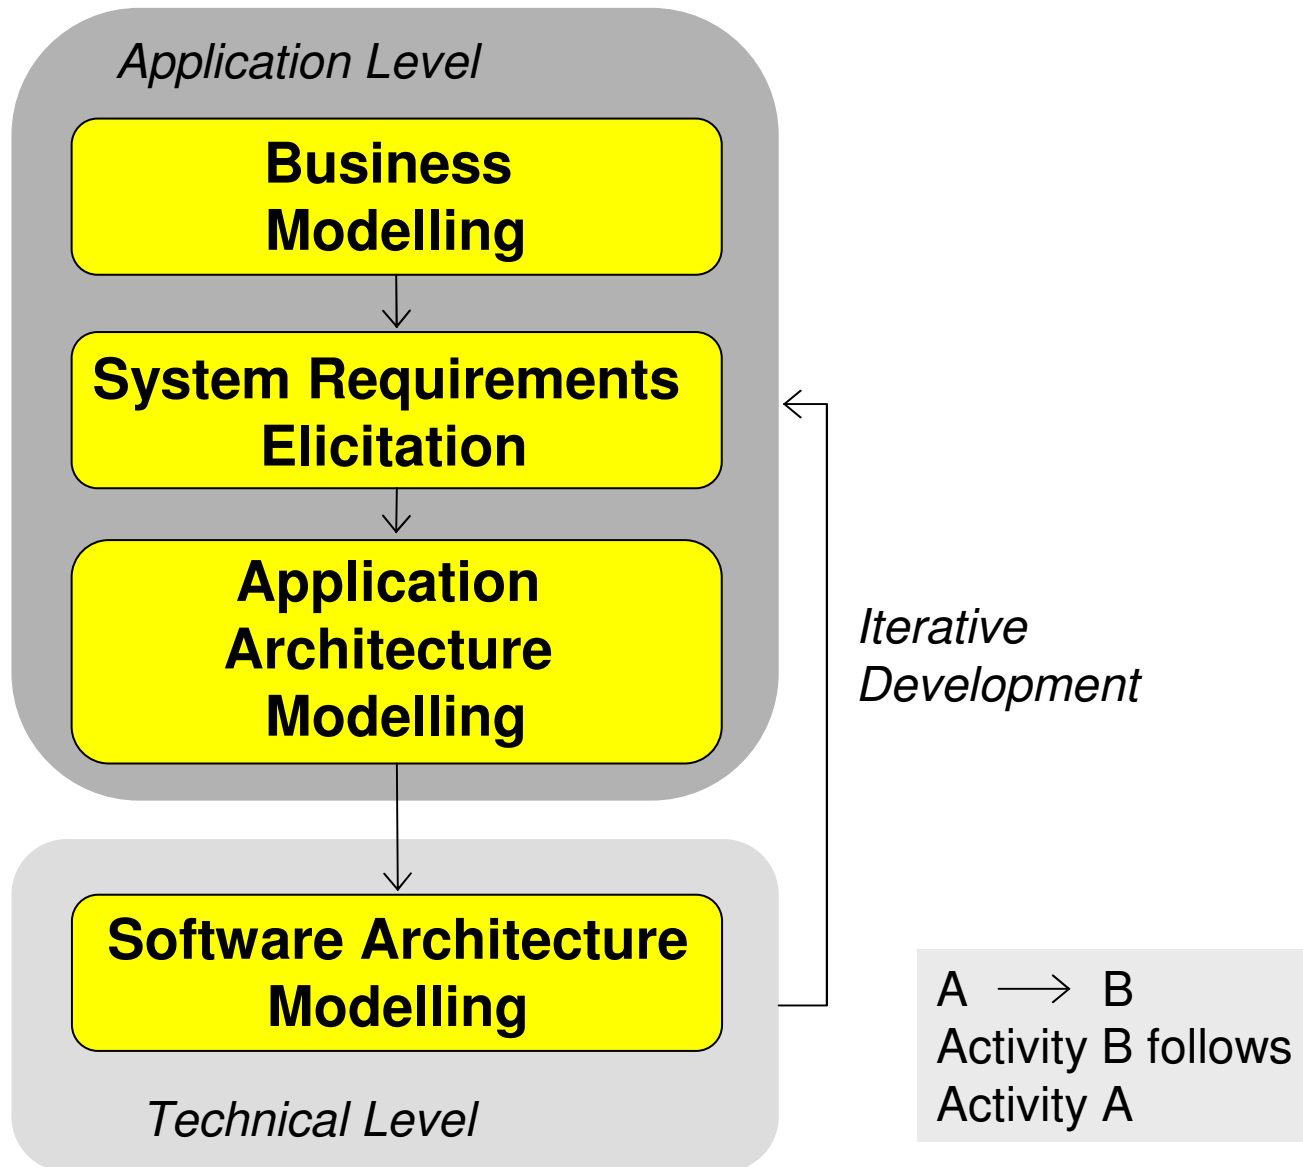 Application Level
Business
Modelling
System Requirements
Elicitation
Application
Architecture
Modelling
Iterative
Development
Software Architecture
Modelling
Technical Level
A → B
Activity B follows
Activity A